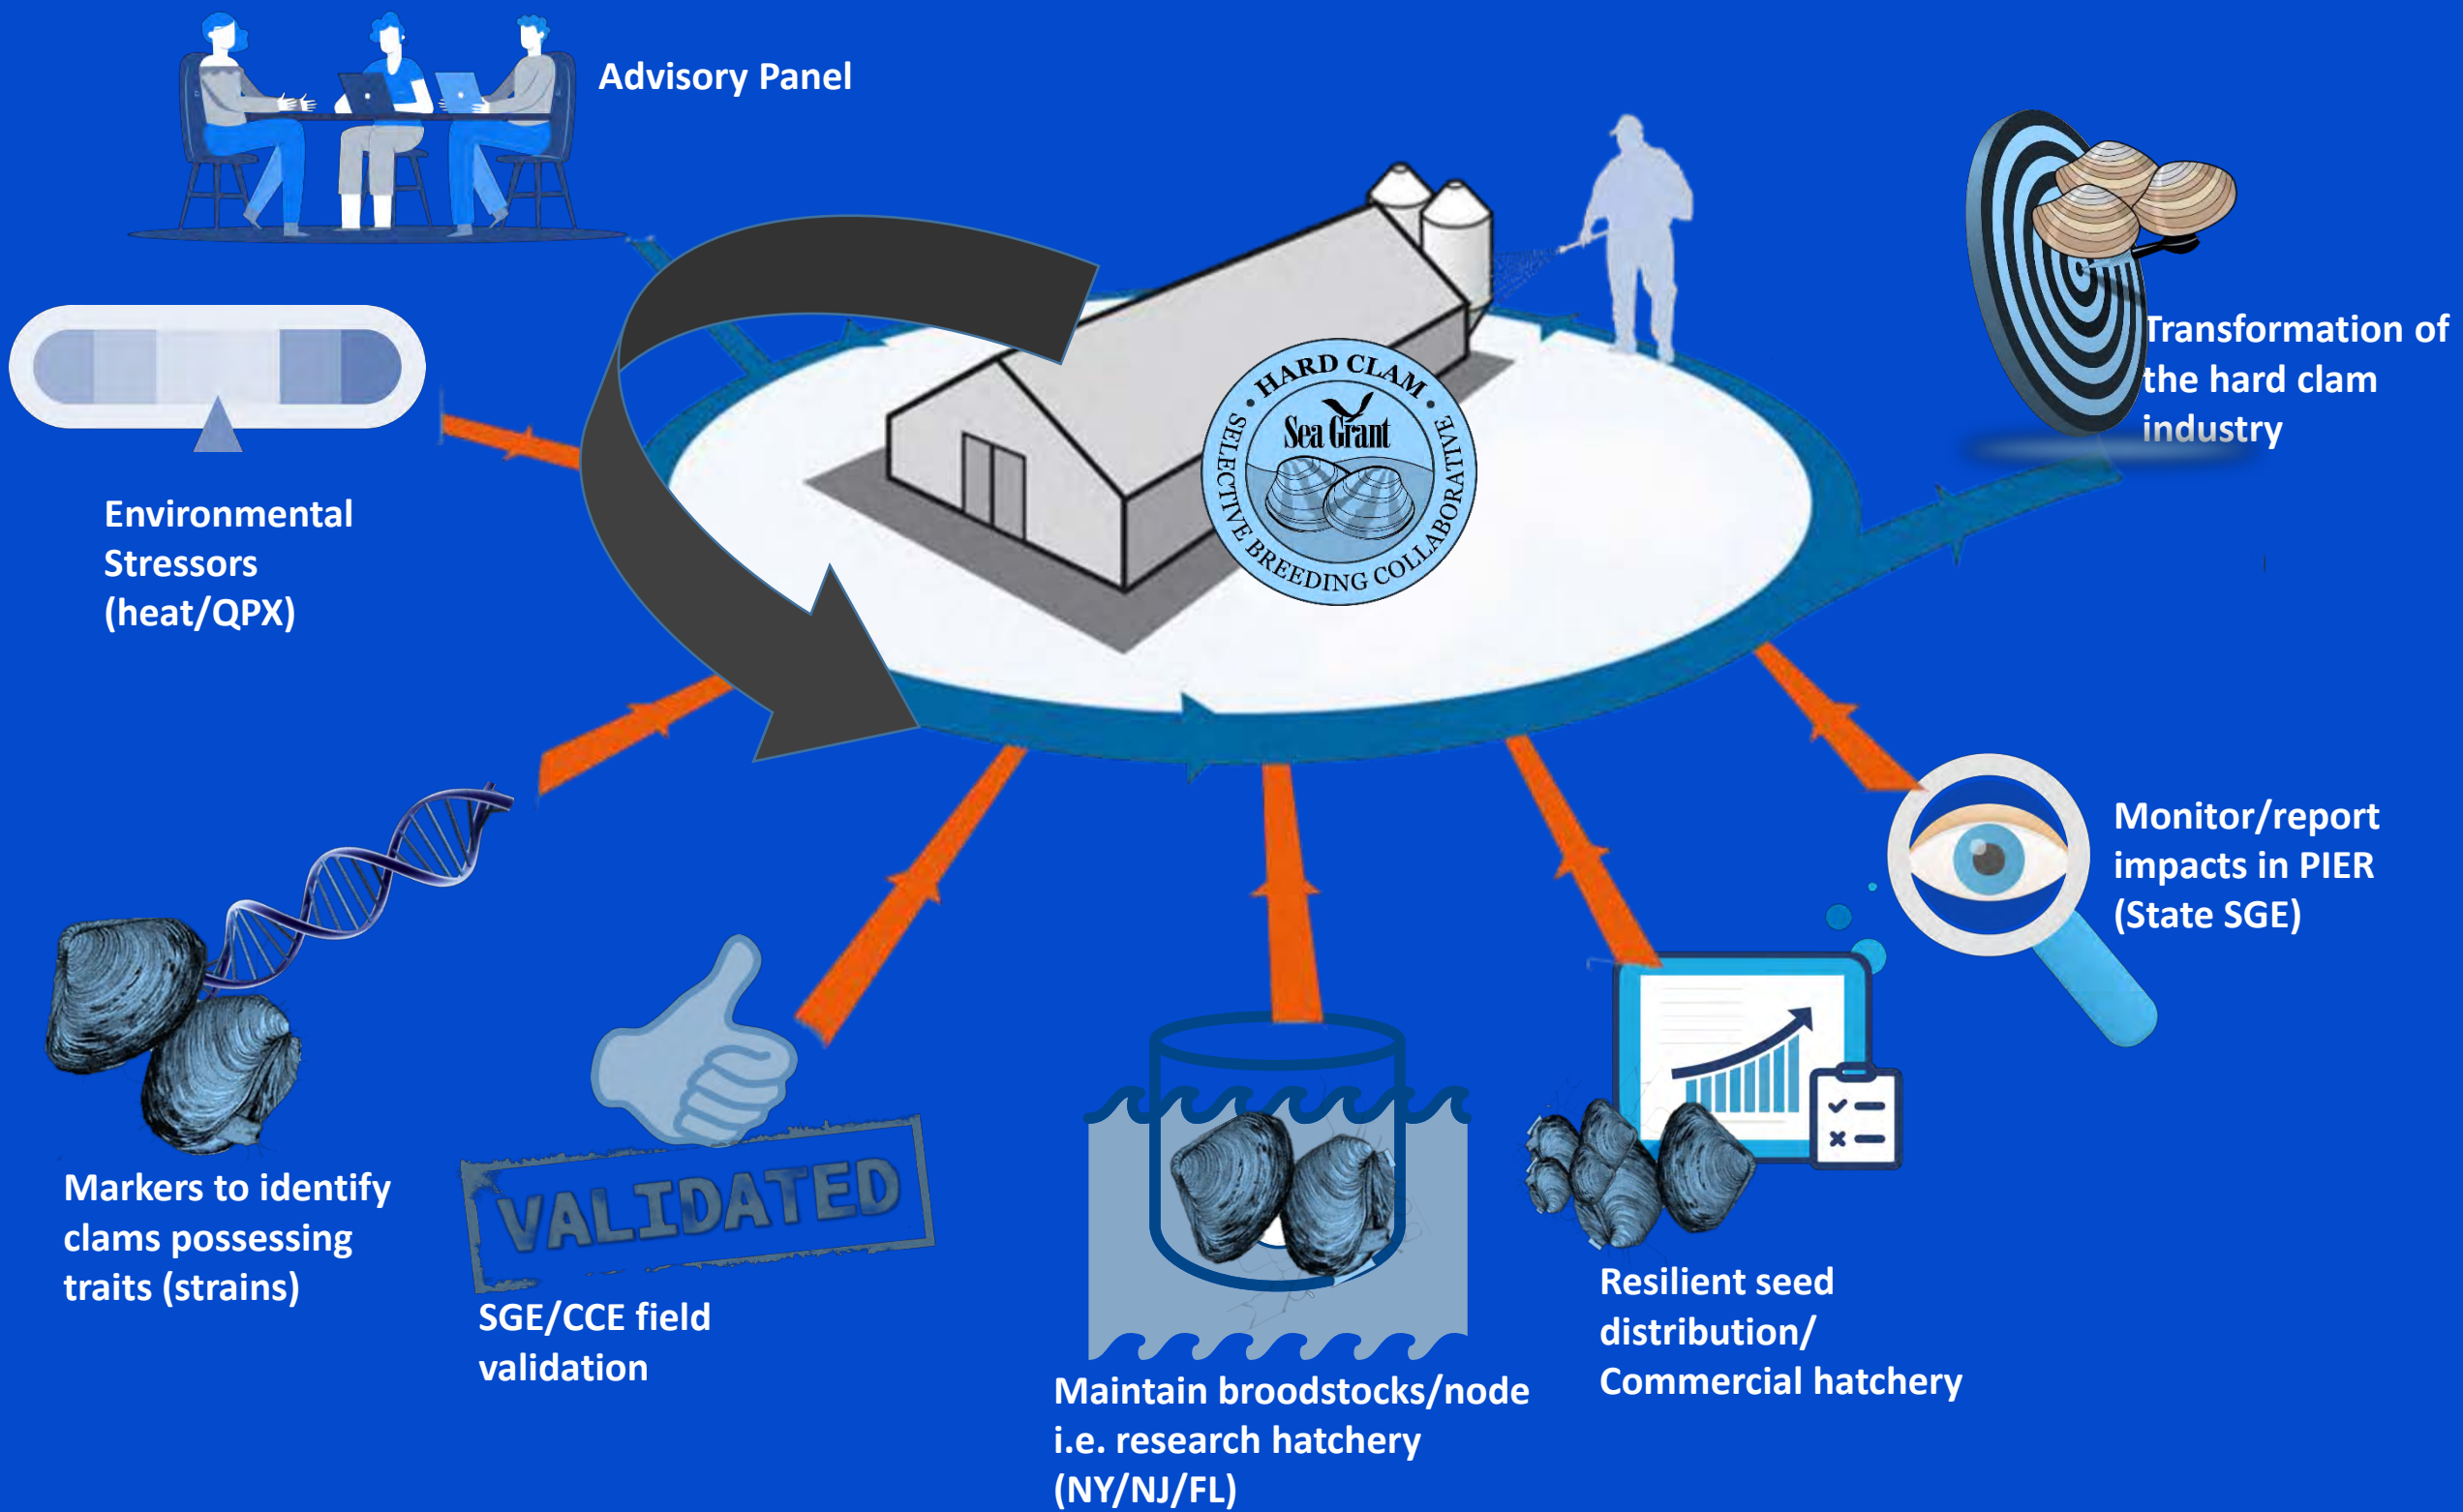 Advisory Panel
Environmental
Stressors
(heat/QPX)
Markers to identify
clams possessing
traits (strains)
VALIDATED
SGE/CCE field
validation
Maintain broodstocks/node
i.e. research hatchery
(NY/NJ/FL)
Resilient seed
distribution/
Commercial hatchery
Monitor/report
impacts in PIER
(State SGE)
Transformation of
the hard clam
industry
• HARD CLAM •
Sea Grant
SELECTIVE BREEDING COLLABORATIVE